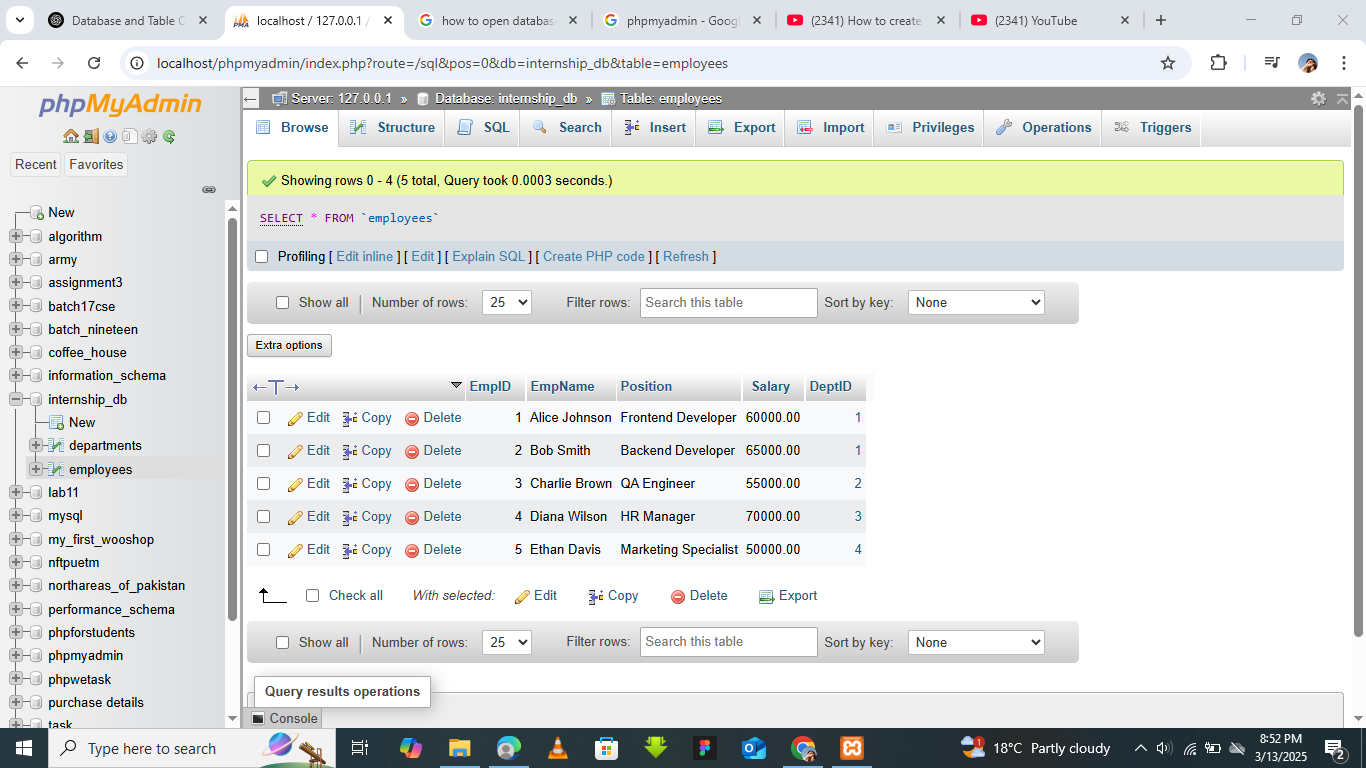 Database and Table C
localhost / 127.0.0.1 /
how to open databas
phpmyadmin - Goog
(2341) How to create
(2341) YouTube
localhost/phpmyadmin/index.php?route=/sql&pos=0&db=internship_db&table=employees
phpMyAdmin
Recent
Favorites
New
algorithm
army
assignment3
batch17cse
batch_nineteen
coffee_house
information_schema
internship_db
New
departments
employees
lab11
mysql
my_first_wooshop
nftpuetm
northareas_of_pakistan
performance_schema
phpforstudents
phpmyadmin
phpwetask
purchase details
task
Server: 127.0.0.1 » Database: internship_db » Table: employees
Browse Structure SQL Search Insert Export Import Privileges Operations Triggers
Showing rows 0 - 4 (5 total, Query took 0.0003 seconds.)
SELECT * FROM `employees`
Profiling [ Edit inline ] [ Edit ] [ Explain SQL ] [ Create PHP code ] [ Refresh ]
Show all Number of rows: 25 Filter rows: Search this table Sort by key: None
Extra options
←T→ EmpID EmpName Position Salary DeptID
Edit Copy Delete 1 Alice Johnson Frontend Developer 60000.00 1
Edit Copy Delete 2 Bob Smith Backend Developer 65000.00 1
Edit Copy Delete 3 Charlie Brown QA Engineer 55000.00 2
Edit Copy Delete 4 Diana Wilson HR Manager 70000.00 3
Edit Copy Delete 5 Ethan Davis Marketing Specialist 50000.00 4
Check all With selected: Edit Copy Delete Export
Show all Number of rows: 25 Filter rows: Search this table Sort by key: None
Query results operations
Console
Type here to search
1
18°C Partly cloudy
8:52 PM
3/13/2025
2